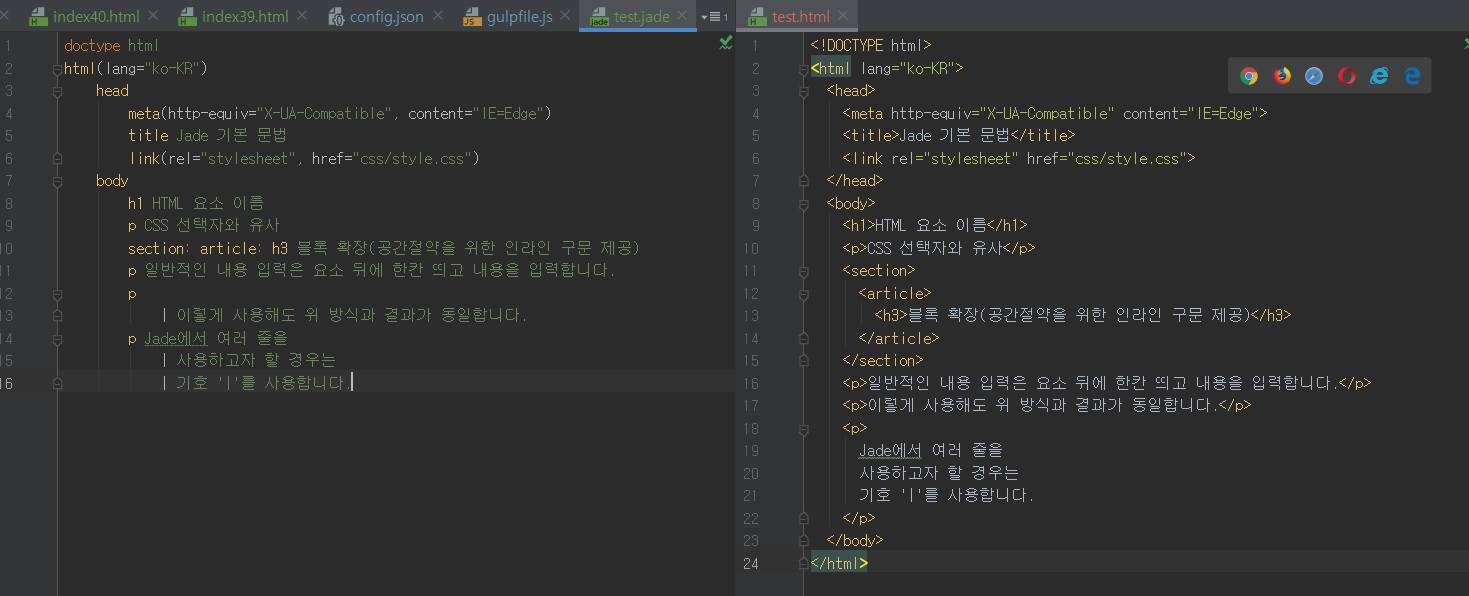 index40.html index39.html config.json gulpfile.js test.jade 1
1 doctype html
2 html(lang="ko-KR")
3 head
4 meta(http-equiv="X-UA-Compatible", content="IE=Edge")
5 title Jade 기본 문법
6 link(rel="stylesheet", href="css/style.css")
7 body
8 h1 HTML 요소 이름
9 p CSS 선택자와 유사
10 section: article: h3 블록 확장(공간절약을 위한 인라인 구문 제공)
11 p 일반적인 내용 입력은 요소 뒤에 한칸 띄고 내용을 입력합니다.
12 p
13 | 이렇게 사용해도 위 방식과 결과가 동일합니다.
14 p Jade에서 여러 줄을
15 | 사용하고자 할 경우는
16 | 기호 '|'를 사용합니다.
test.html
1 <!DOCTYPE html>
2 <html lang="ko-KR">
3 <head>
4 <meta http-equiv="X-UA-Compatible" content="IE=Edge">
5 <title>Jade 기본 문법</title>
6 <link rel="stylesheet" href="css/style.css">
7 </head>
8 <body>
9 <h1>HTML 요소 이름</h1>
10 <p>CSS 선택자와 유사</p>
11 <section>
12 <article>
13 <h3>블록 확장(공간절약을 위한 인라인 구문 제공)</h3>
14 </article>
15 </section>
16 <p>일반적인 내용 입력은 요소 뒤에 한칸 띄고 내용을 입력합니다.</p>
17 <p>이렇게 사용해도 위 방식과 결과가 동일합니다.</p>
18 <p>
19 Jade에서 여러 줄을
20 사용하고자 할 경우는
21 기호 '|'를 사용합니다.
22 </p>
23 </body>
24 </html>